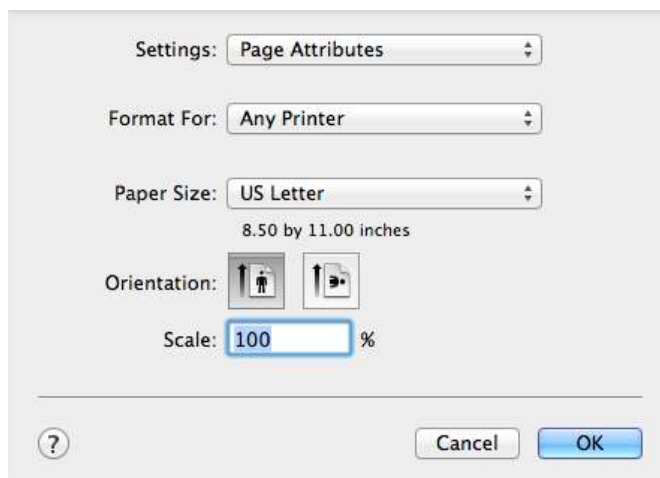 Settings: Page Attributes
Format For: Any Printer
Paper Size: US Letter
8.50 by 11.00 inches
Orientation:
Scale: 100 %
? Cancel OK